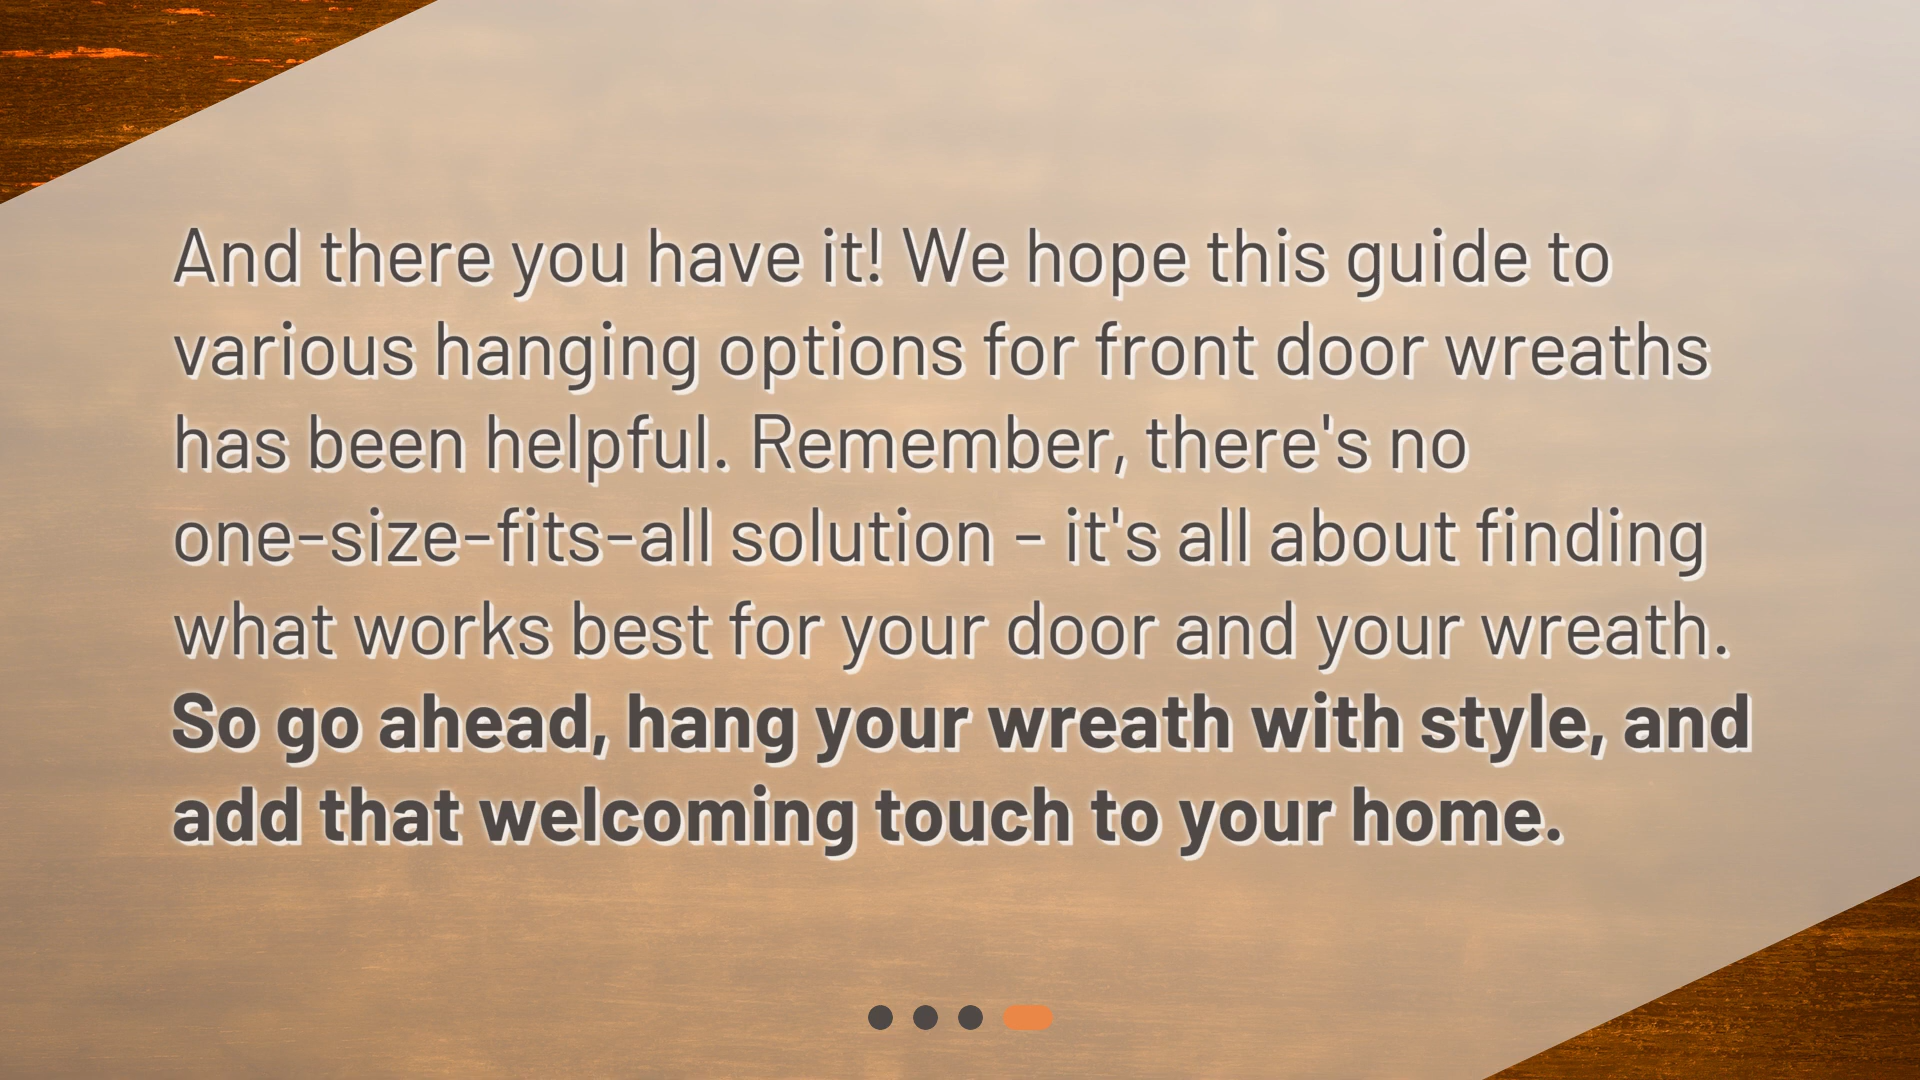 And there you have it! We hope this guide to
various hanging options for front door wreaths
has been helpful. Remember, there's no
one-size-fits-all solution - it's all about finding
what works best for your door and your wreath.
So go ahead, hang your wreath with style, and
add that welcoming touch to your home.